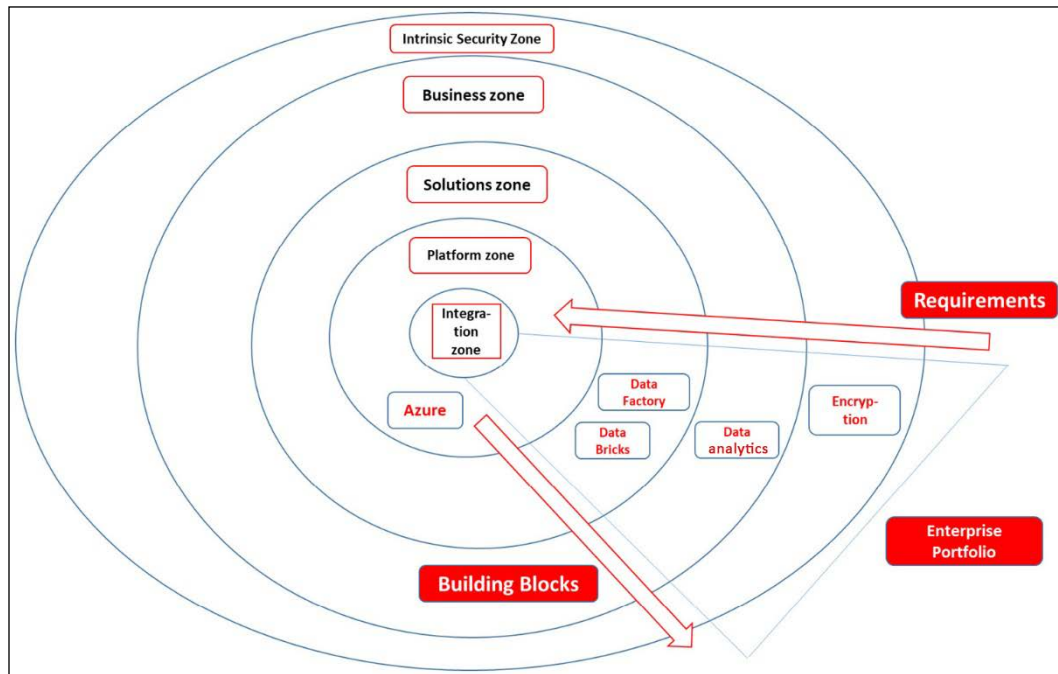 Intrinsic Security Zone
Business zone
Solutions zone
Platform zone
Integra-
tion
zone
Requirements
Azure
Data
Factory
Data
Bricks
Data
analytics
Encryp-
tion
Enterprise
Portfolio
Building Blocks